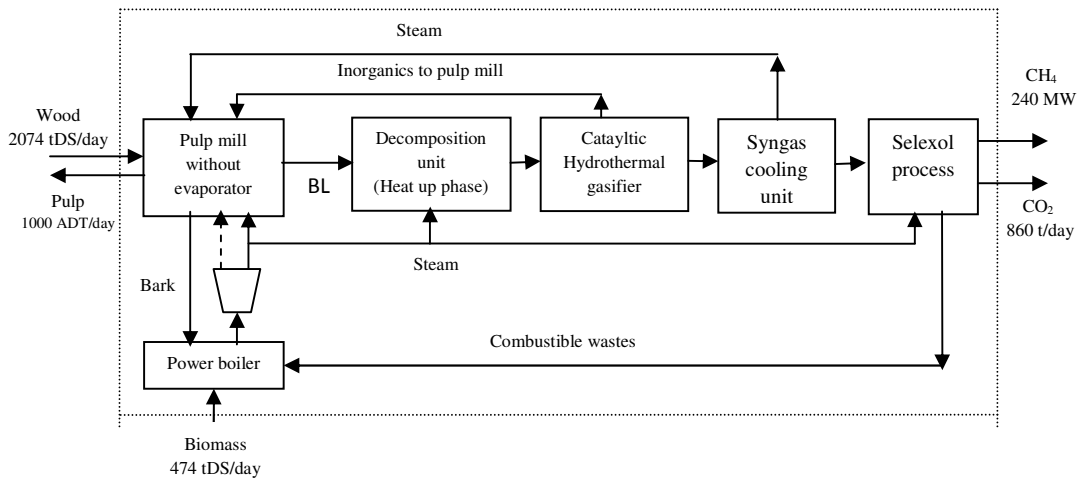 Steam
Inorganics to pulp mill
CH₄
240 MW
Wood
2074 tDS/day
Pulp mill
without
evaporator
Decomposition
unit
(Heat up phase)
Catayltic
Hydrothermal
gasifier
Syngas
cooling
unit
Selexol
process
BL
Pulp
1000 ADT/day
CO₂
860 t/day
Steam
Bark
Combustible wastes
Power boiler
Biomass
474 tDS/day